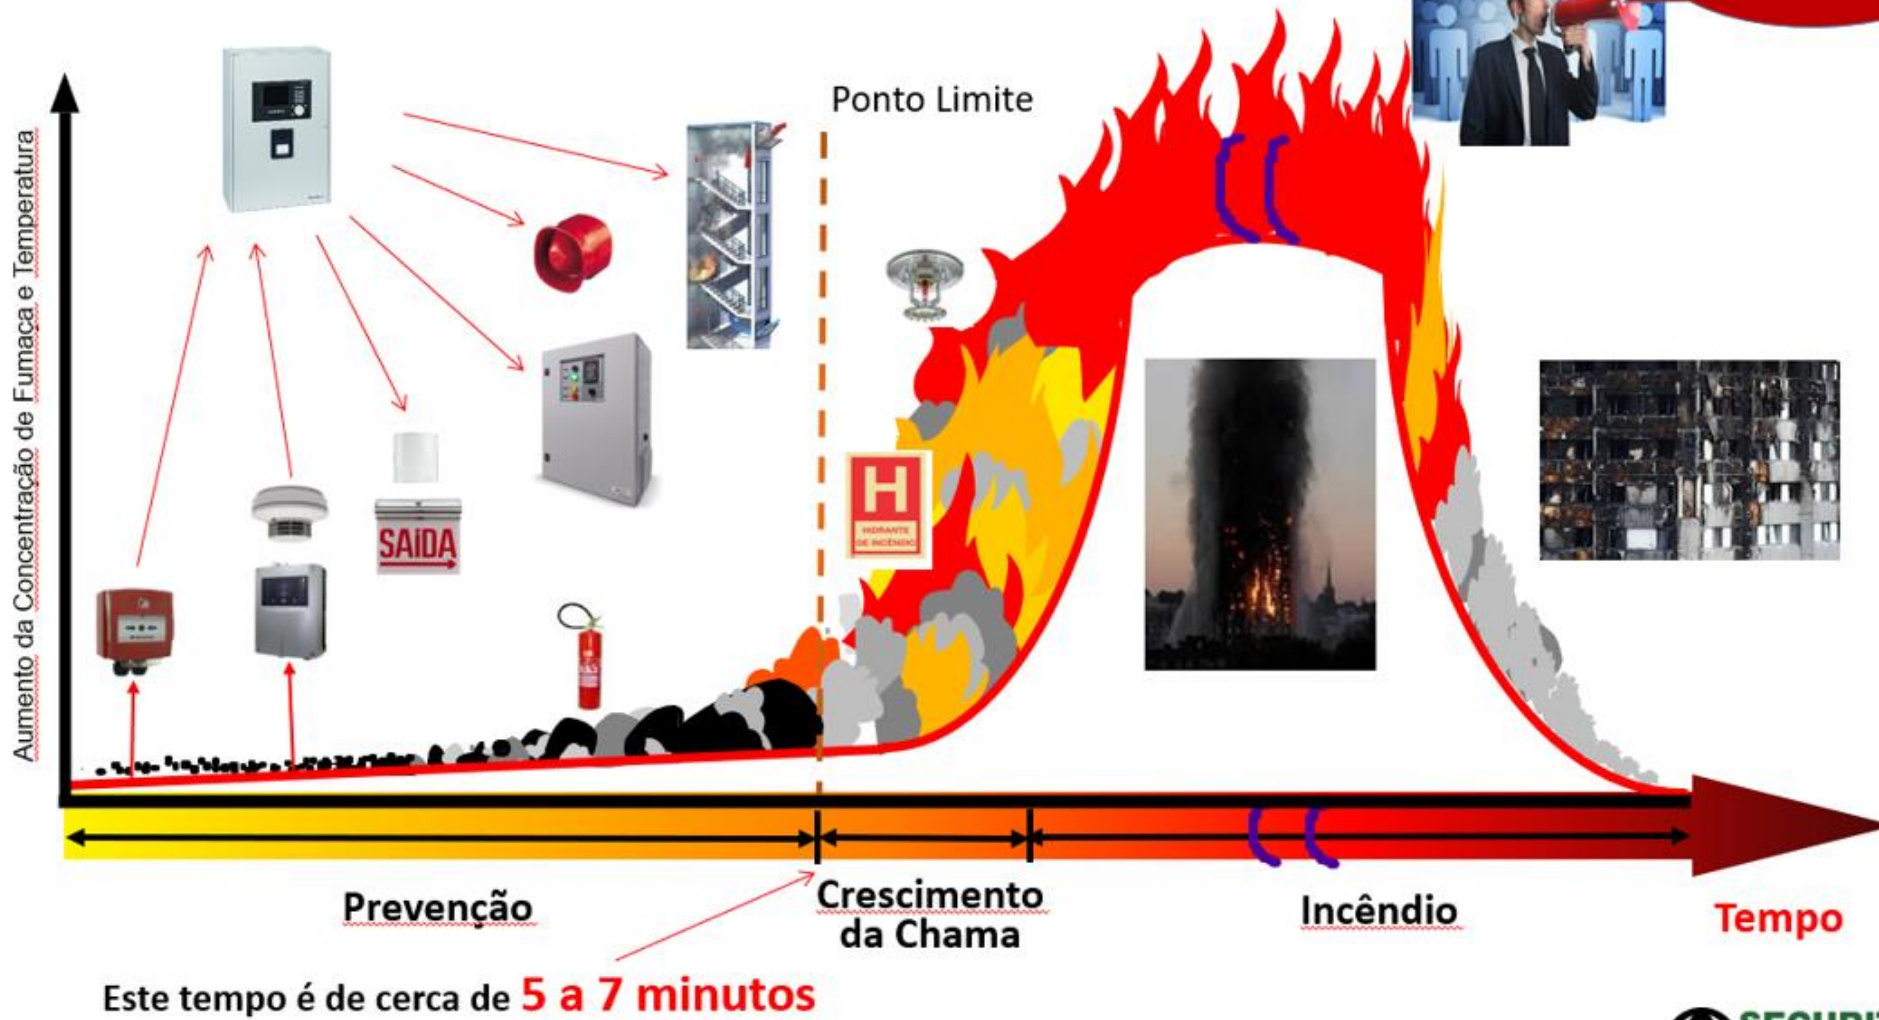 Ponto Limite
Aumento da Concentração de Fumaça e Temperatura
SAÍDA
H
HIDRANTE
DE INCÊNDIO
Prevenção
Crescimento
da Chama
Incêndio
Tempo
Este tempo é de cerca de 5 a 7 minutos